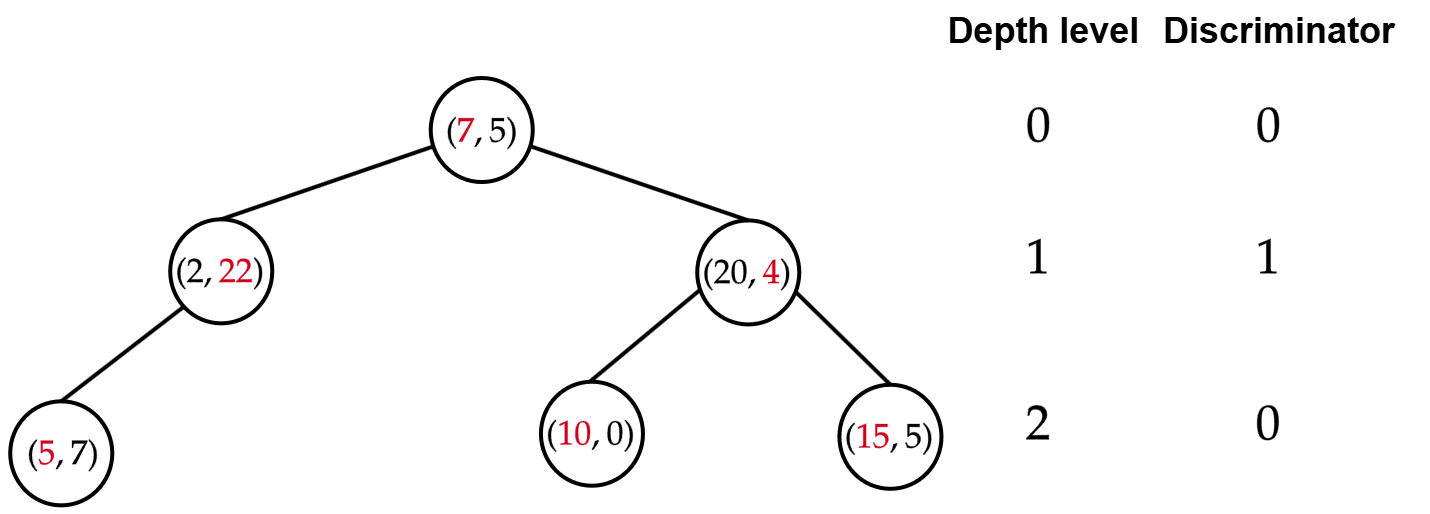 Depth level Discriminator
(7, 5) 0 0
(2, 22) (20, 4) 1 1
(5, 7) (10, 0) (15, 5) 2 0